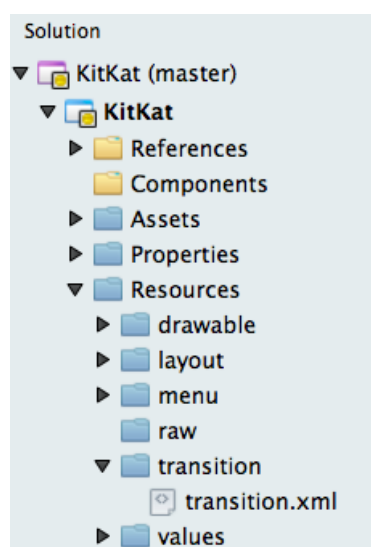 Solution
KitKat (master)
KitKat
References
Components
Assets
Properties
Resources
drawable
layout
menu
raw
transition
transition.xml
values